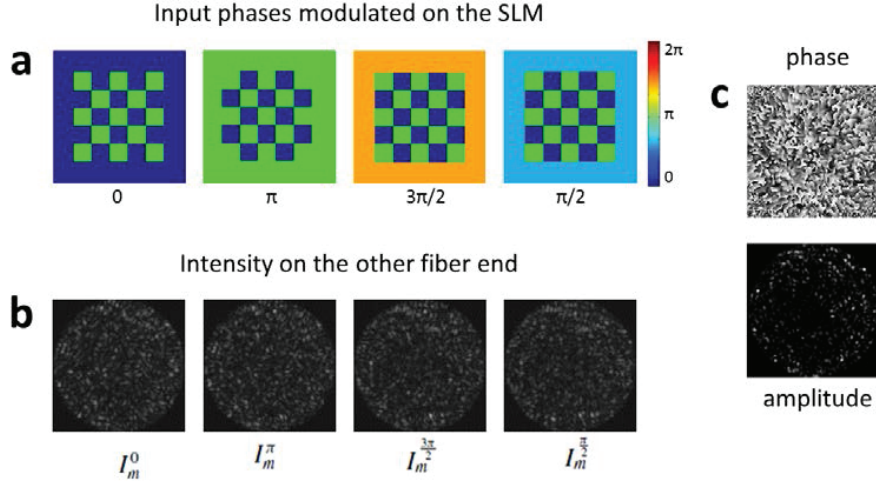 Input phases modulated on the SLM
a
2π
π
0
0
π
3π/2
π/2
phase
c
Intensity on the other fiber end
b
amplitude
I_m^0
I_m^π
I_m^{3π/2}
I_m^{π/2}